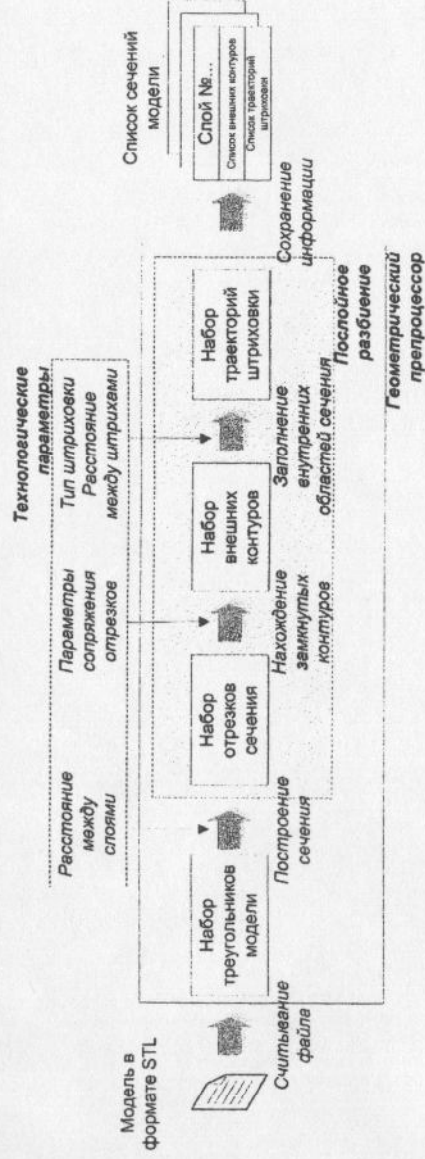 Технологические
параметры
Расстояние
между
слоями
Параметры
сопряжения
отрезков
Тип штриховки
Расстояние
между штрихами
Модель в
формате STL
Список сечений
модели
Набор
треугольников
модели
Набор
отрезков
сечения
Набор
внешних
контуров
Набор
траекторий
штриховки
Слой №...
Список внешних контуров
Список траекторий
штриховки
Считывание
файла
Построение
сечения
Нахождение
замкнутых
контуров
Заполнение
внутренних
областей сечения
Сохранение
информации
Послойное
разбиение
Геометрический
препроцессор